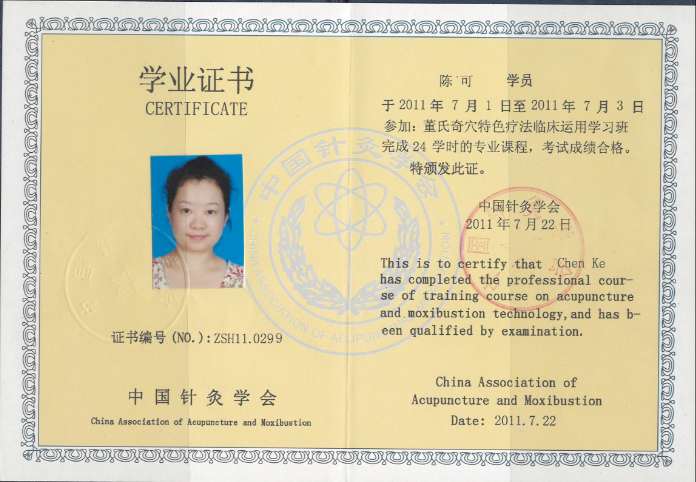 学业证书
CERTIFICATE
证书编号 (NO.): ZSH11.0299
中国针灸学会
China Association of Acupuncture and Moxibustion
陈可 学员
于 2011 年 7 月 1 日至 2011 年 7 月 3 日
参加: 董氏奇穴特色疗法临床运用学习班
完成 24 学时的专业课程, 考试成绩合格。
特颁发此证。
中国针灸学会
2011 年 7 月 22 日
This is to certify that Chen Ke
has completed the professional cour-
se of training course on acupuncture
and moxibustion technology, and has b-
een qualified by examination.
China Association of
Acupuncture and Moxibustion
Date: 2011.7.22
中国针灸学会